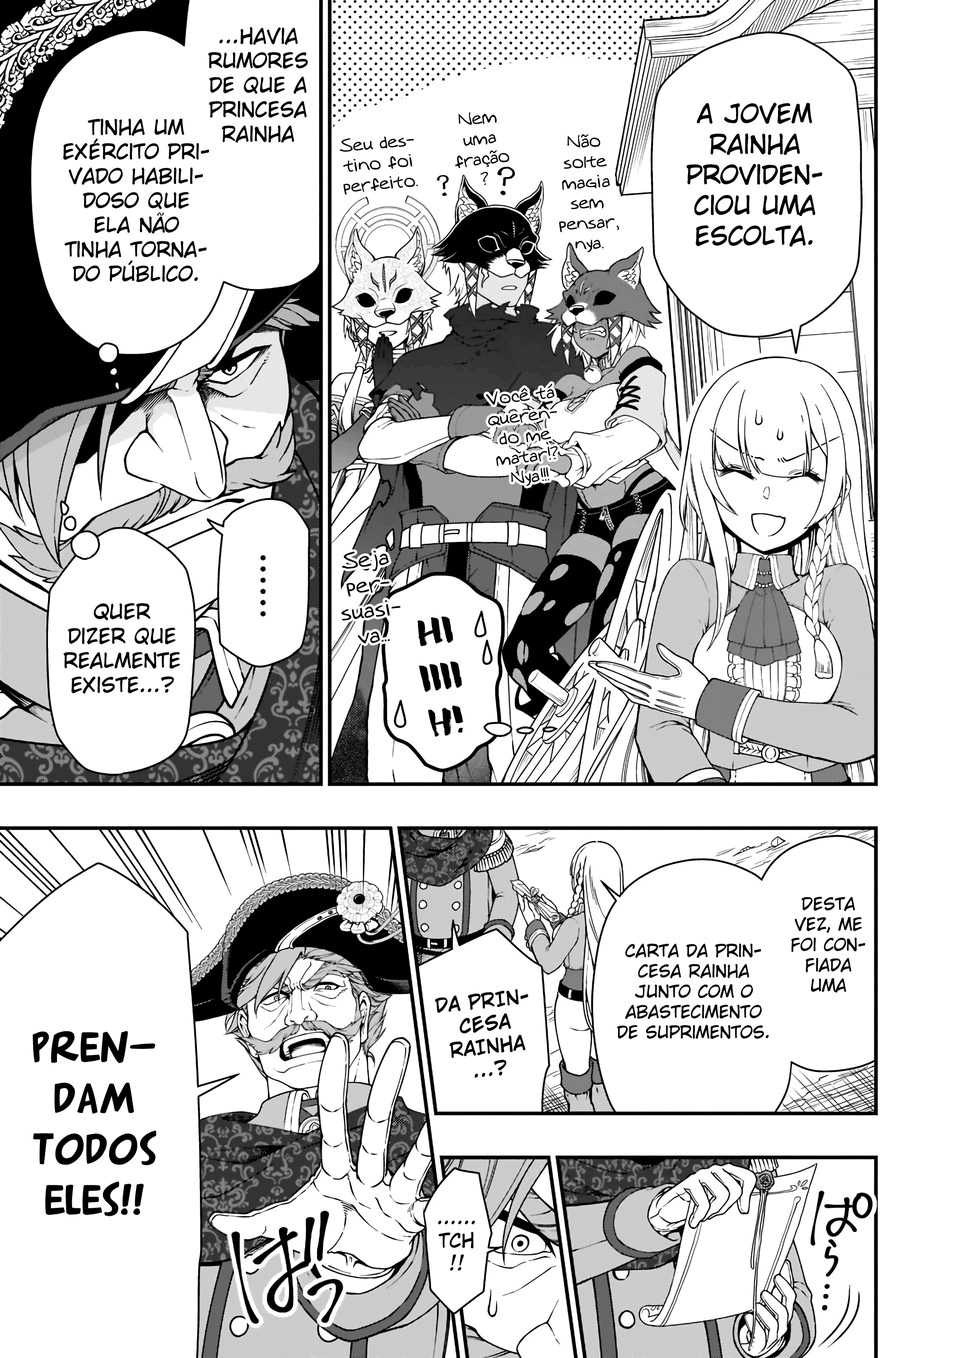 A JOVEM
RAINHA
PROVIDEN-
CIOU UMA
ESCOLTA.
Não
solte
magia
sem
pensar,
nya.
Nem
uma
fração
?
?
?
Seu des-
tino foi
perfeito.
Você tá
queren-
do me
matar!?
Nya!!!
Seja
per-
suasi-
va...
HI
IIII
H!
...HAVIA
RUMORES
DE QUE A
PRINCESA
RAINHA
TINHA UM
EXÉRCITO PRI-
VADO HABILI-
DOSO QUE
ELA NÃO
TINHA TORNA-
DO PÚBLICO.
......
QUER
DIZER QUE
REALMENTE
EXISTE...?
DESTA
VEZ, ME
FOI CON-
FIADA
UMA
CARTA DA PRIN-
CESA RAINHA
JUNTO COM O
ABASTECIMENTO
DE SUPRIMENTOS.
DA PRIN-
CESA
RAINHA
...?
ぱら…
......
TCH
!!
PREN-
DAM
TODOS
ELES!!
ばっ